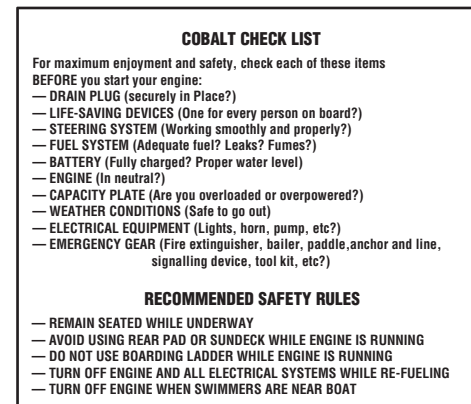 COBALT CHECK LIST
For maximum enjoyment and safety, check each of these items
BEFORE you start your engine:
— DRAIN PLUG (securely in Place?)
— LIFE-SAVING DEVICES (One for every person on board?)
— STEERING SYSTEM (Working smoothly and properly?)
— FUEL SYSTEM (Adequate fuel? Leaks? Fumes?)
— BATTERY (Fully charged? Proper water level)
— ENGINE (In neutral?)
— CAPACITY PLATE (Are you overloaded or overpowered?)
— WEATHER CONDITIONS (Safe to go out)
— ELECTRICAL EQUIPMENT (Lights, horn, pump, etc?)
— EMERGENCY GEAR (Fire extinguisher, bailer, paddle,anchor and line,
signalling device, tool kit, etc?)
RECOMMENDED SAFETY RULES
— REMAIN SEATED WHILE UNDERWAY
— AVOID USING REAR PAD OR SUNDECK WHILE ENGINE IS RUNNING
— DO NOT USE BOARDING LADDER WHILE ENGINE IS RUNNING
— TURN OFF ENGINE AND ALL ELECTRICAL SYSTEMS WHILE RE-FUELING
— TURN OFF ENGINE WHEN SWIMMERS ARE NEAR BOAT